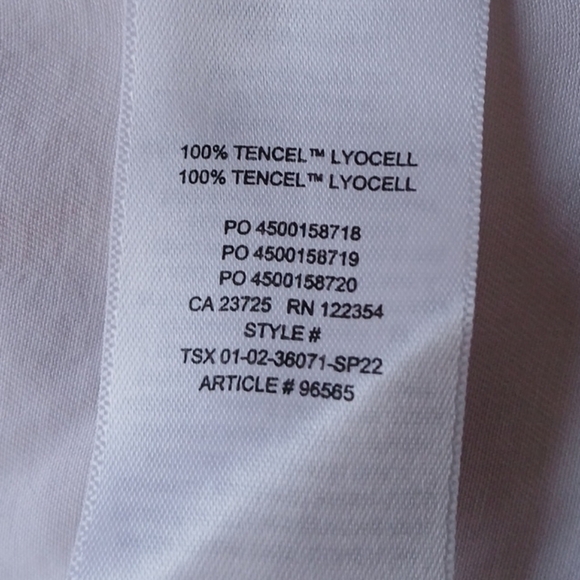 100% TENCEL™ LYOCELL
100% TENCEL™ LYOCELL
PO 4500158718
PO 4500158719
PO 4500158720
CA 23725 RN 122354
STYLE #
TSX 01-02-36071-SP22
ARTICLE # 96565